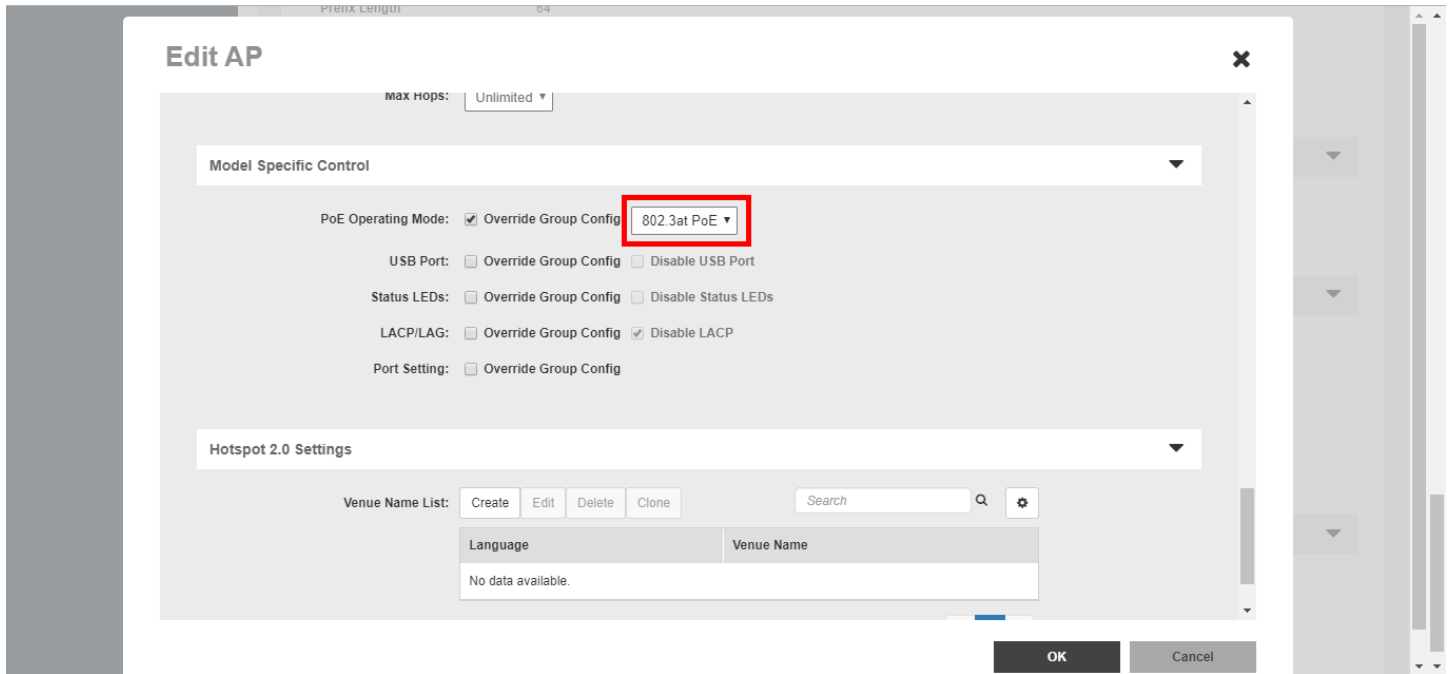 Prefix Length 64
Edit AP
Max Hops: Unlimited
Model Specific Control
PoE Operating Mode: Override Group Config 802.3at PoE
USB Port: Override Group Config Disable USB Port
Status LEDs: Override Group Config Disable Status LEDs
LACP/LAG: Override Group Config Disable LACP
Port Setting: Override Group Config
Hotspot 2.0 Settings
Venue Name List: Create Edit Delete Clone Search
Language Venue Name
No data available.
OK Cancel